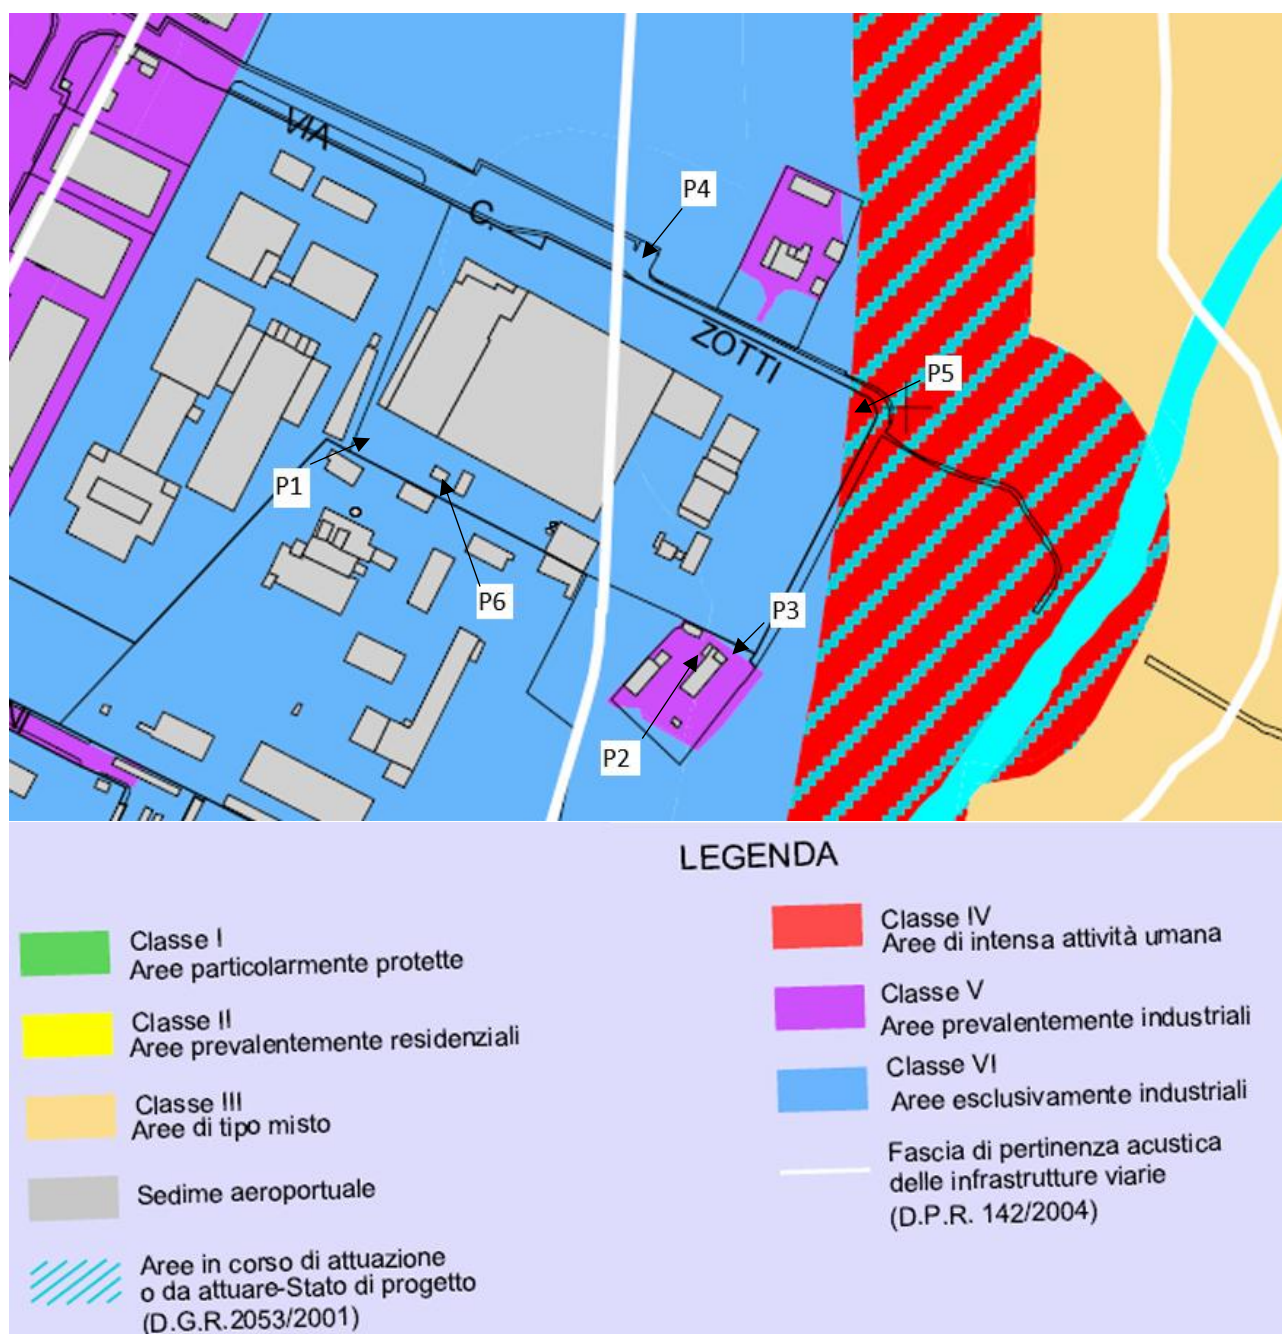 VIA
C.
ZOTTI
P4
P5
P1
P6
P3
P2
LEGENDA
Classe I
Aree particolarmente protette
Classe II
Aree prevalentemente residenziali
Classe III
Aree di tipo misto
Sedime aeroportuale
Aree in corso di attuazione
o da attuare-Stato di progetto
(D.G.R.2053/2001)
Classe IV
Aree di intensa attività umana
Classe V
Aree prevalentemente industriali
Classe VI
Aree esclusivamente industriali
Fascia di pertinenza acustica
delle infrastrutture viarie
(D.P.R. 142/2004)